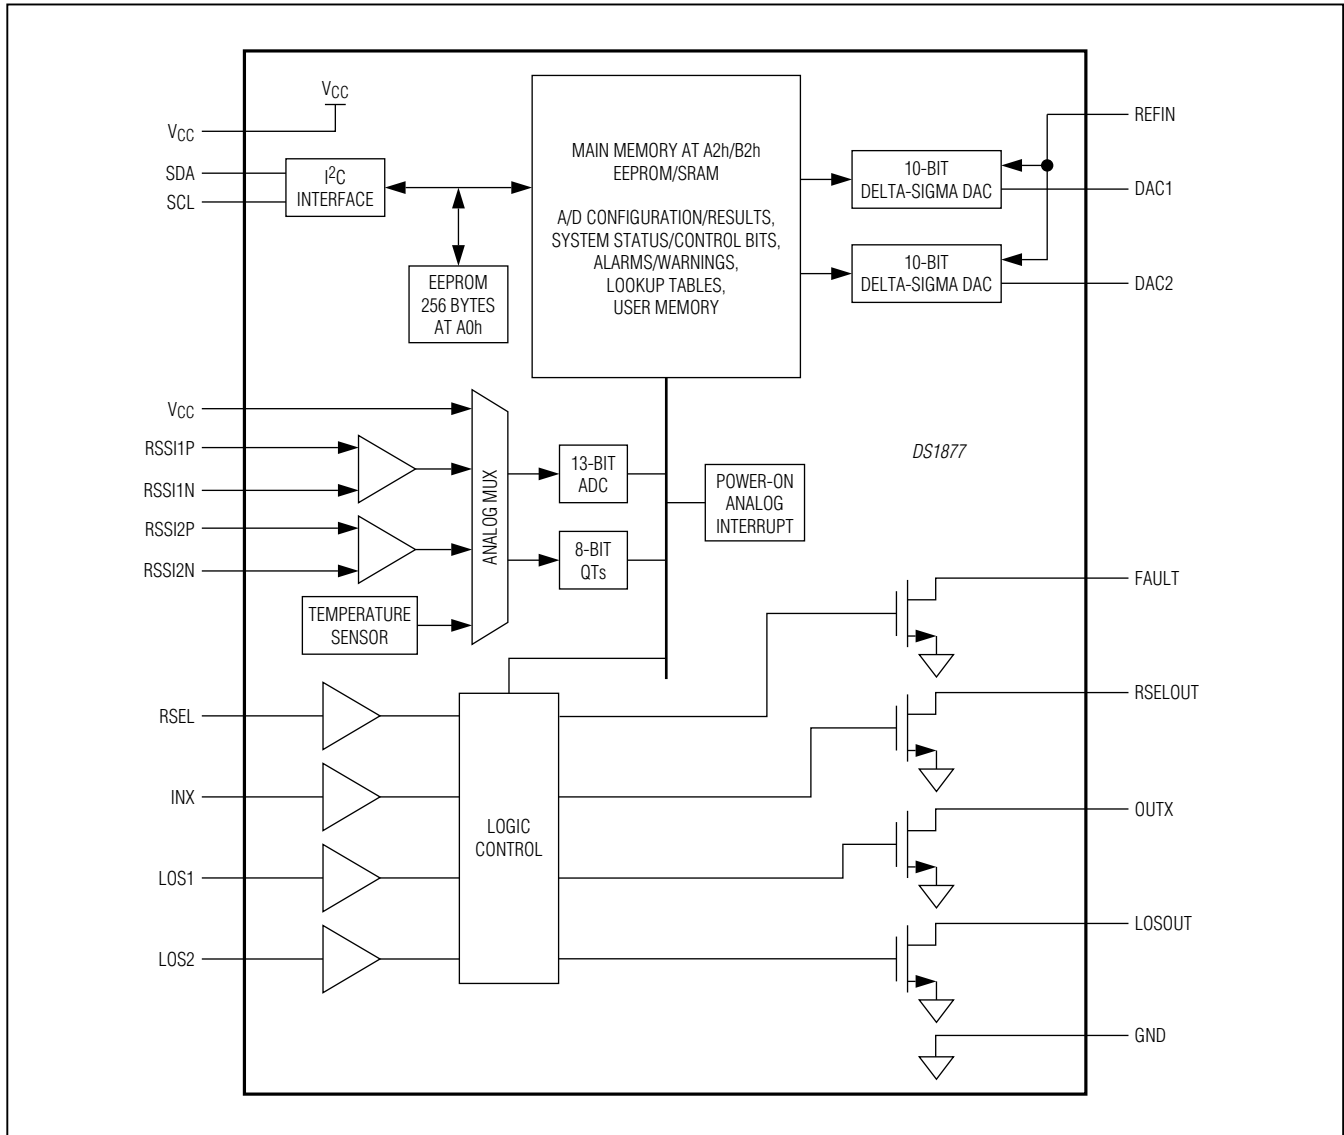 VCC
VCC
SDA
SCL
I2C
INTERFACE
EEPROM
256 BYTES
AT A0h
MAIN MEMORY AT A2h/B2h
EEPROM/SRAM
A/D CONFIGURATION/RESULTS,
SYSTEM STATUS/CONTROL BITS,
ALARMS/WARNINGS,
LOOKUP TABLES,
USER MEMORY
10-BIT
DELTA-SIGMA DAC
10-BIT
DELTA-SIGMA DAC
REFIN
DAC1
DAC2
VCC
RSSI1P
RSSI1N
RSSI2P
RSSI2N
TEMPERATURE
SENSOR
ANALOG MUX
13-BIT
ADC
8-BIT
QTs
POWER-ON
ANALOG
INTERRUPT
DS1877
RSEL
INX
LOS1
LOS2
LOGIC
CONTROL
FAULT
RSELOUT
OUTX
LOSOUT
GND